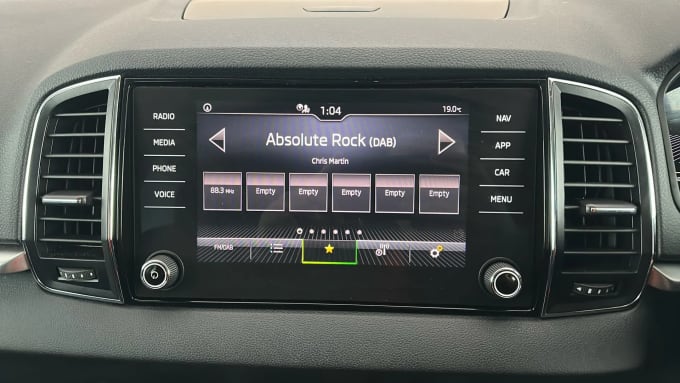 1:04
19.0°C
RADIO
MEDIA
PHONE
VOICE
Absolute Rock (DAB)
Chris Martin
88.3 MHz
Empty
Empty
Empty
Empty
Empty
FM/DAB
NAV
APP
CAR
MENU